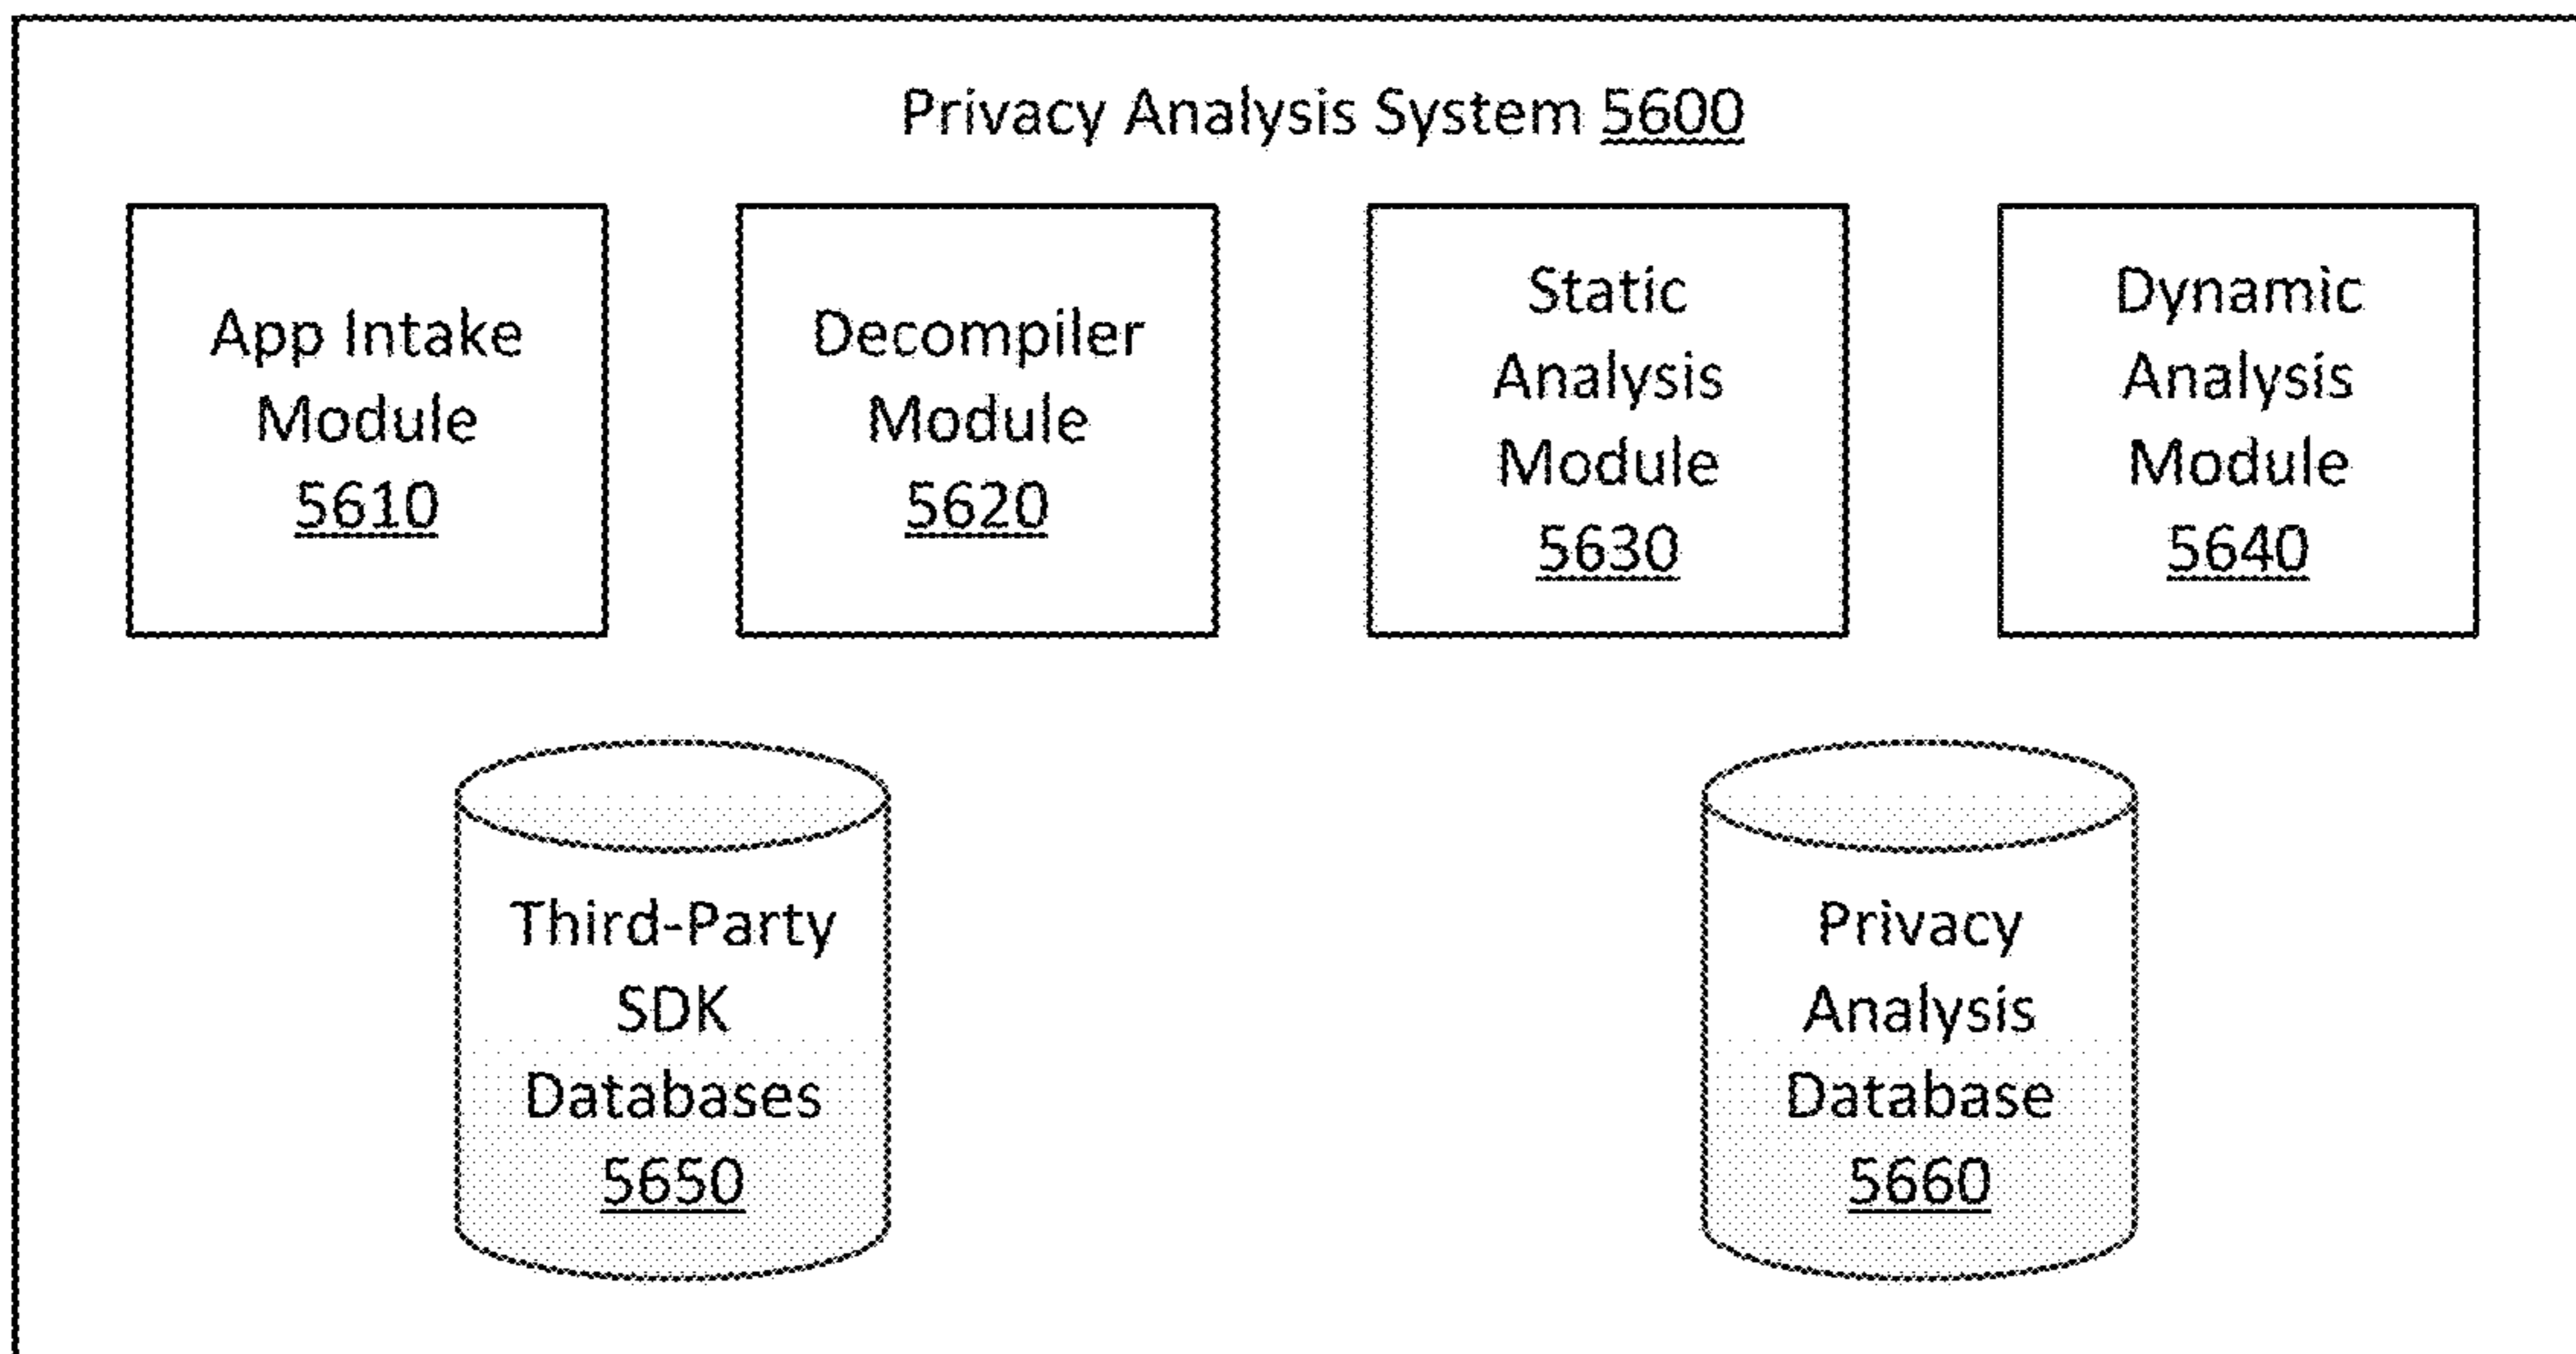 Privacy Analysis System 5600
App Intake
Module
5610
Decompiler
Module
5620
Static
Analysis
Module
5630
Dynamic
Analysis
Module
5640
Third-Party
SDK
Databases
5650
Privacy
Analysis
Database
5660